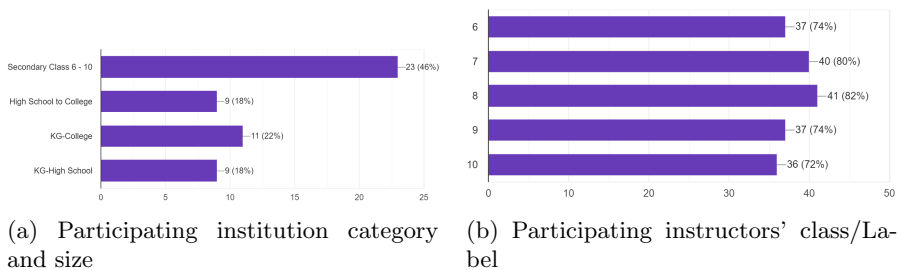 Secondary Class 6 - 10
23 (46%)
High School to College
9 (18%)
KG-College
11 (22%)
KG-High School
9 (18%)
0 5 10 15 20 25
(a) Participating institution category
and size
6
37 (74%)
7
40 (80%)
8
41 (82%)
9
37 (74%)
10
36 (72%)
0 10 20 30 40 50
(b) Participating instructors’ class/La-
bel